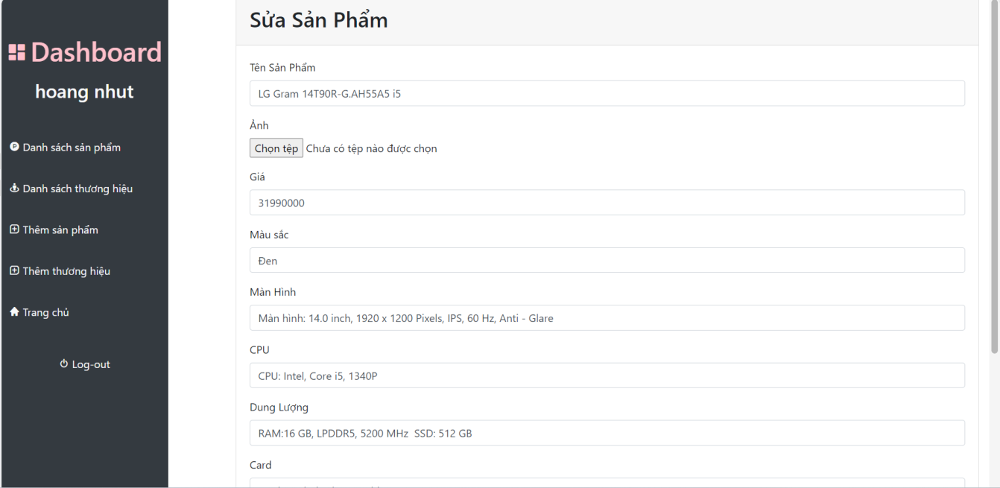 Dashboard
hoang nhut
Danh sách sản phẩm
Danh sách thương hiệu
Thêm sản phẩm
Thêm thương hiệu
Trang chủ
Log-out
Sửa Sản Phẩm
Tên Sản Phẩm
LG Gram 14T90R-G.AH55A5 i5
Ảnh
Chọn tệp Chưa có tệp nào được chọn
Giá
31990000
Màu sắc
Đen
Màn Hình
Màn hình: 14.0 inch, 1920 x 1200 Pixels, IPS, 60 Hz, Anti - Glare
CPU
CPU: Intel, Core i5, 1340P
Dung Lượng
RAM:16 GB, LPDDR5, 5200 MHz  SSD: 512 GB
Card